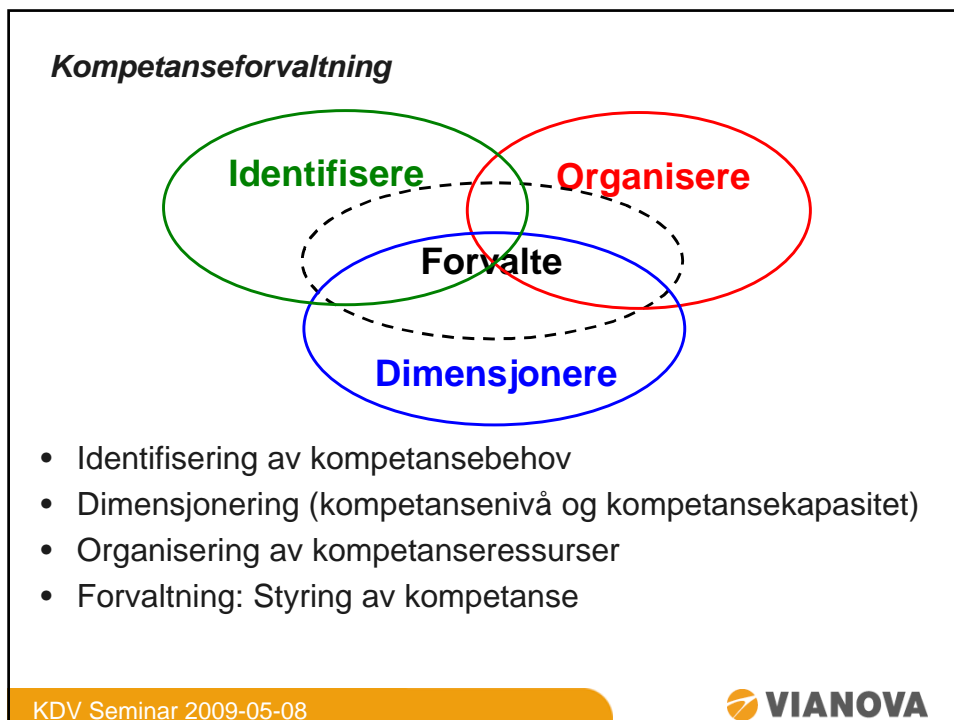 Kompetanseforvaltning
Identifisere
Organisere
Forvalte
Dimensjonere
• Identifisering av kompetansebehov
• Dimensjonering (kompetansenivå og kompetansekapasitet)
• Organisering av kompetanseressurser
• Forvaltning: Styring av kompetanse
KDV Seminar 2009-05-08
VIANOVA